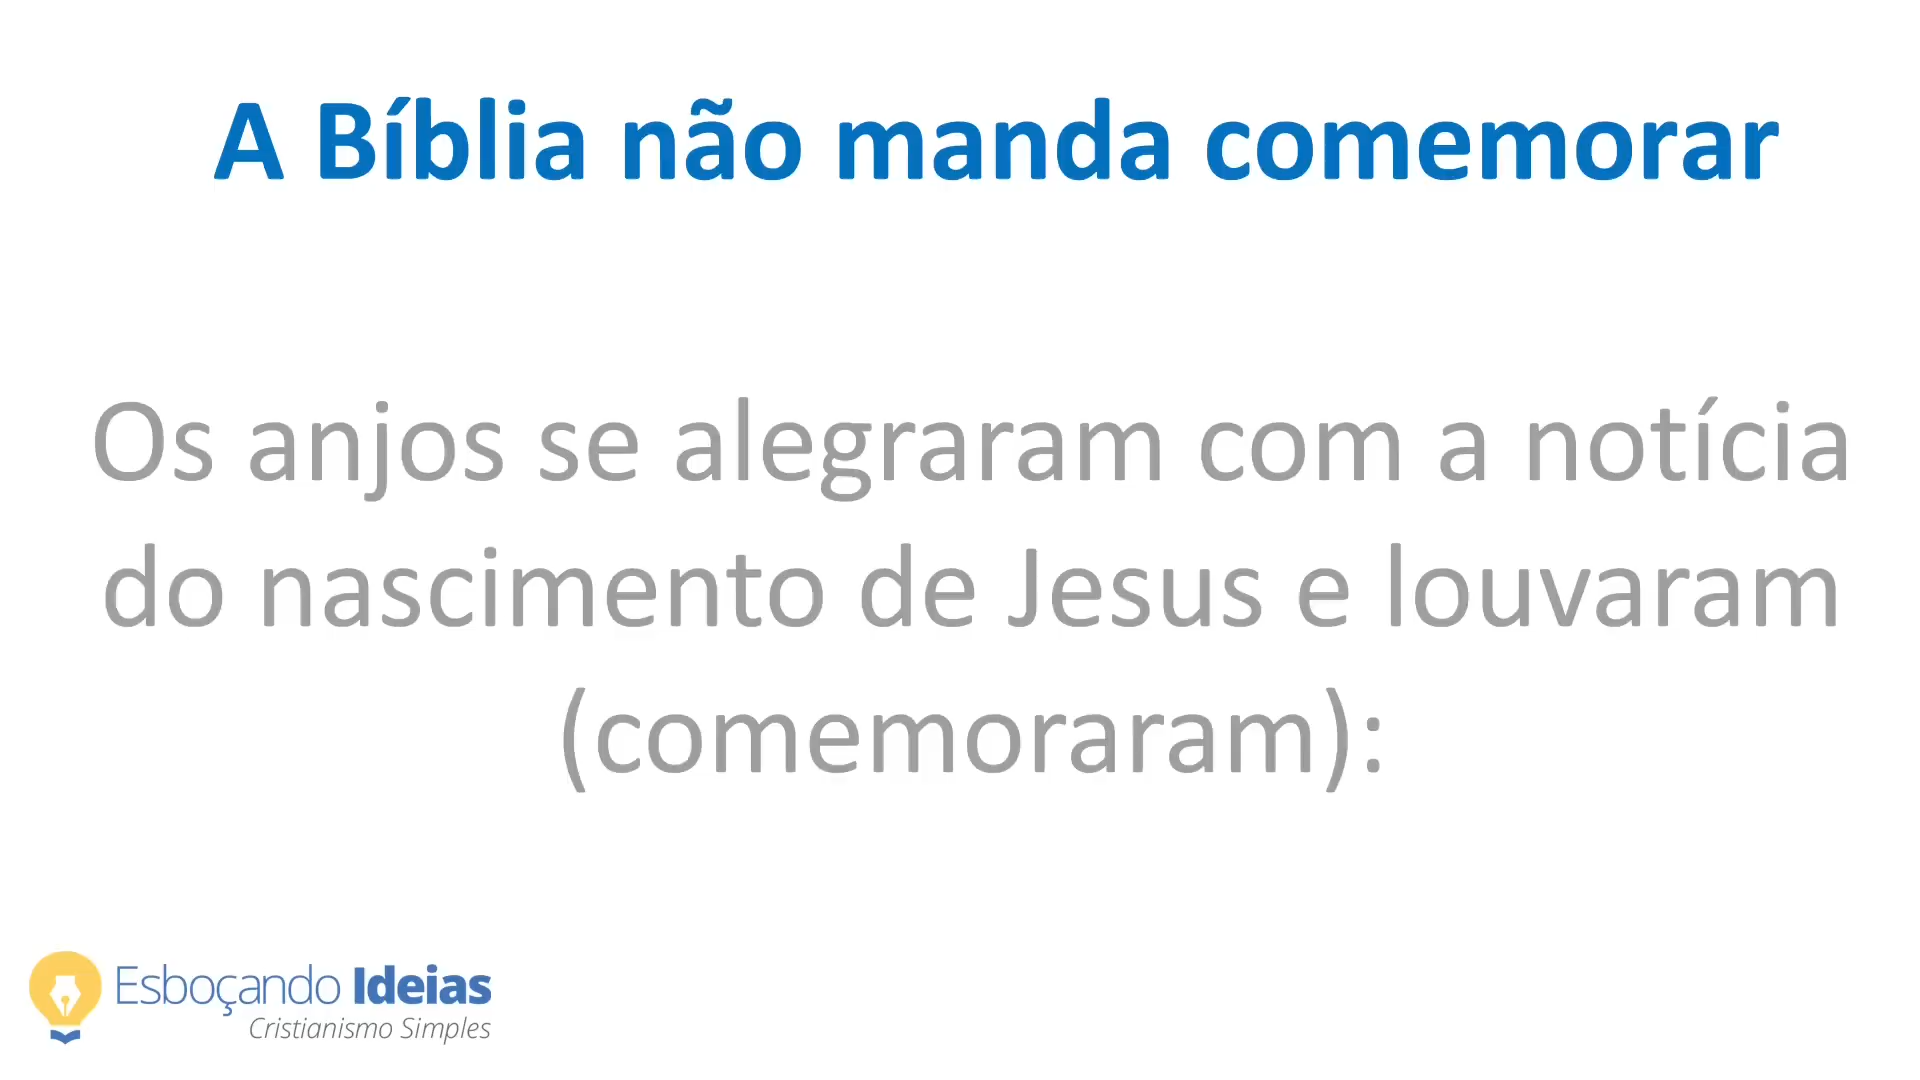 A Bíblia não manda comemorar
Os anjos se alegraram com a notícia
do nascimento de Jesus e louvaram
(comemoraram):
Esboçando Ideias
Cristianismo Simples